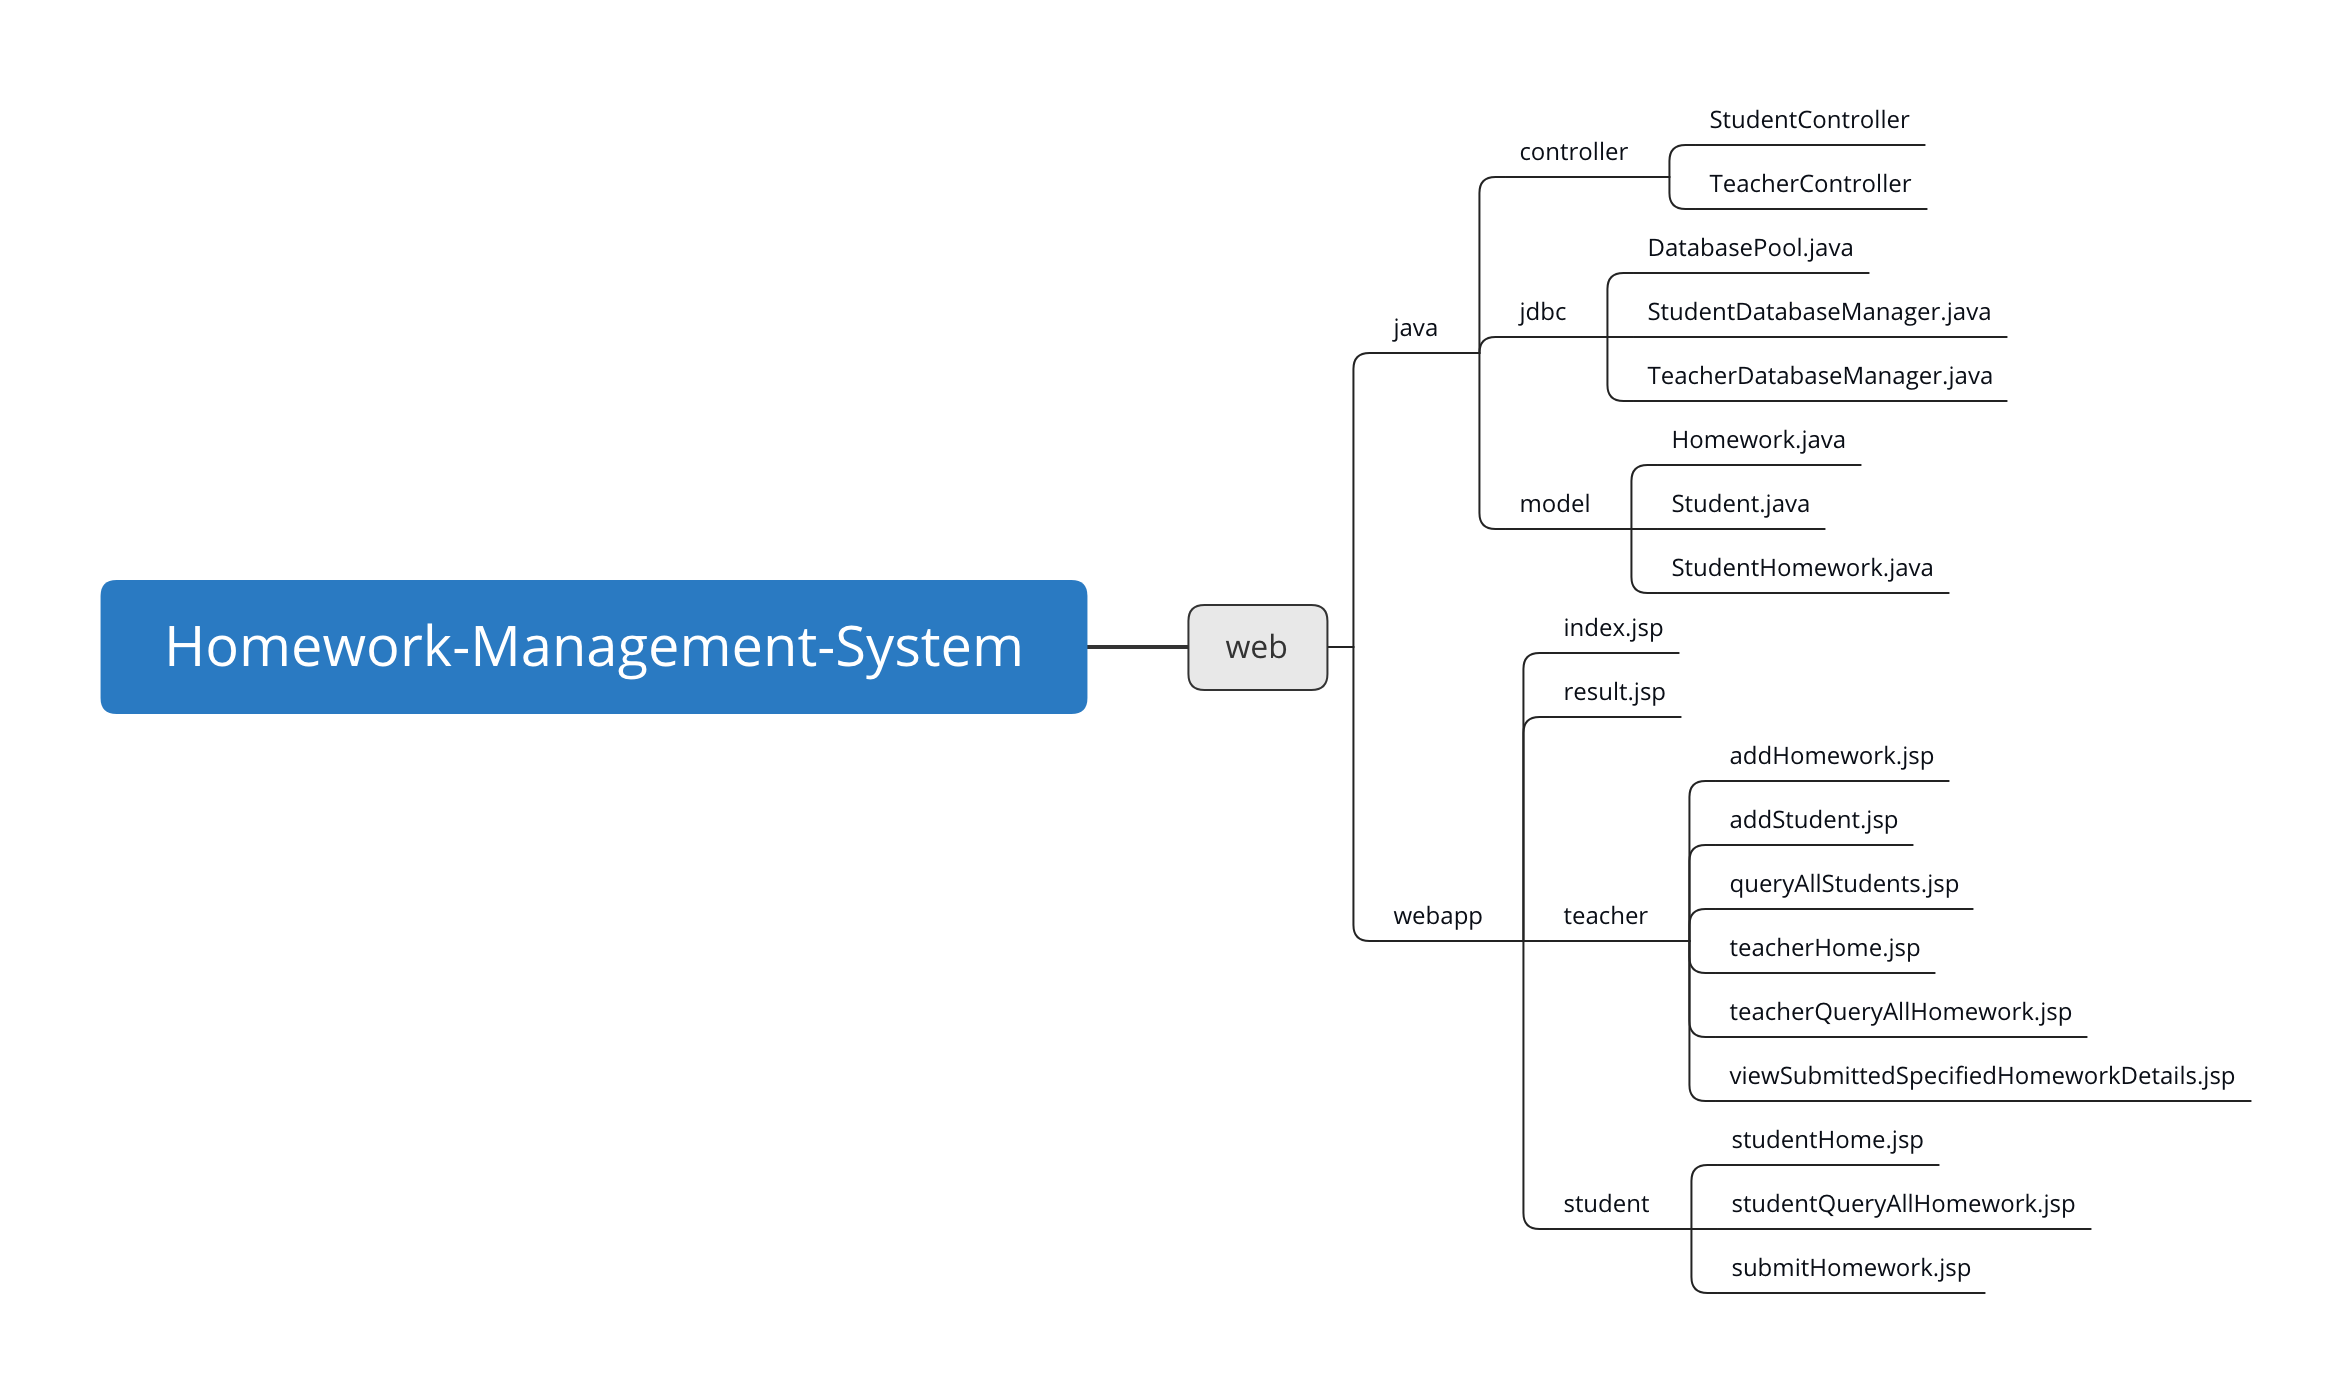 Homework-Management-System
web
java
controller
StudentController
TeacherController
jdbc
DatabasePool.java
StudentDatabaseManager.java
TeacherDatabaseManager.java
model
Homework.java
Student.java
StudentHomework.java
webapp
index.jsp
result.jsp
teacher
addHomework.jsp
addStudent.jsp
queryAllStudents.jsp
teacherHome.jsp
teacherQueryAllHomework.jsp
viewSubmittedSpecifiedHomeworkDetails.jsp
student
studentHome.jsp
studentQueryAllHomework.jsp
submitHomework.jsp